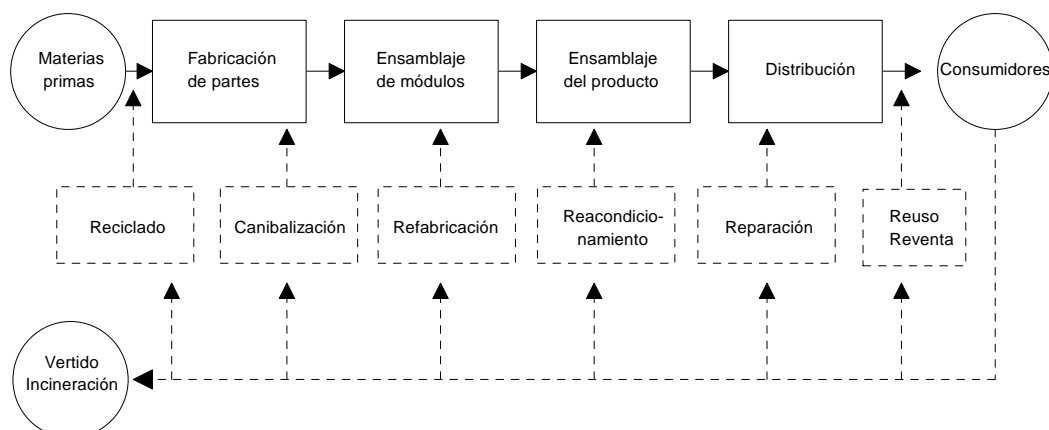 Materias
primas
Fabricación
de partes
Ensamblaje
de módulos
Ensamblaje
del producto
Distribución
Consumidores
Reciclado
Canibalización
Refabricación
Reacondicio-
namiento
Reparación
Reuso
Reventa
Vertido
Incineración